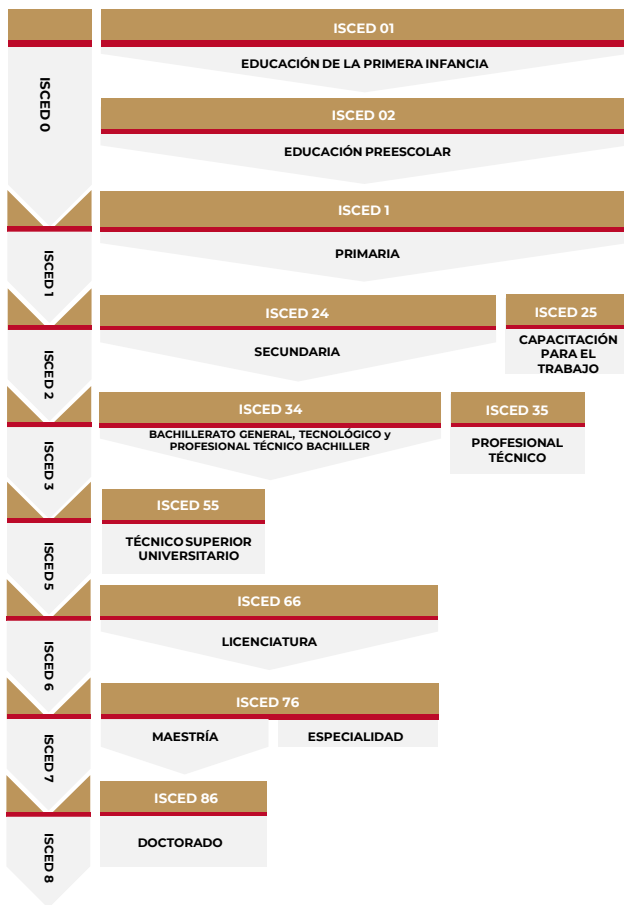 ISCED 0
ISCED 01
EDUCACIÓN DE LA PRIMERA INFANCIA
ISCED 02
EDUCACIÓN PREESCOLAR
ISCED 1
ISCED 1
PRIMARIA
ISCED 2
ISCED 24
SECUNDARIA
ISCED 25
CAPACITACIÓN
PARA EL
TRABAJO
ISCED 3
ISCED 34
BACHILLERATO GENERAL, TECNOLÓGICO y
PROFESIONAL TÉCNICO BACHILLER
ISCED 35
PROFESIONAL
TÉCNICO
ISCED 5
ISCED 55
TÉCNICO SUPERIOR
UNIVERSITARIO
ISCED 6
ISCED 66
LICENCIATURA
ISCED 7
ISCED 76
MAESTRÍA
ESPECIALIDAD
ISCED 8
ISCED 86
DOCTORADO